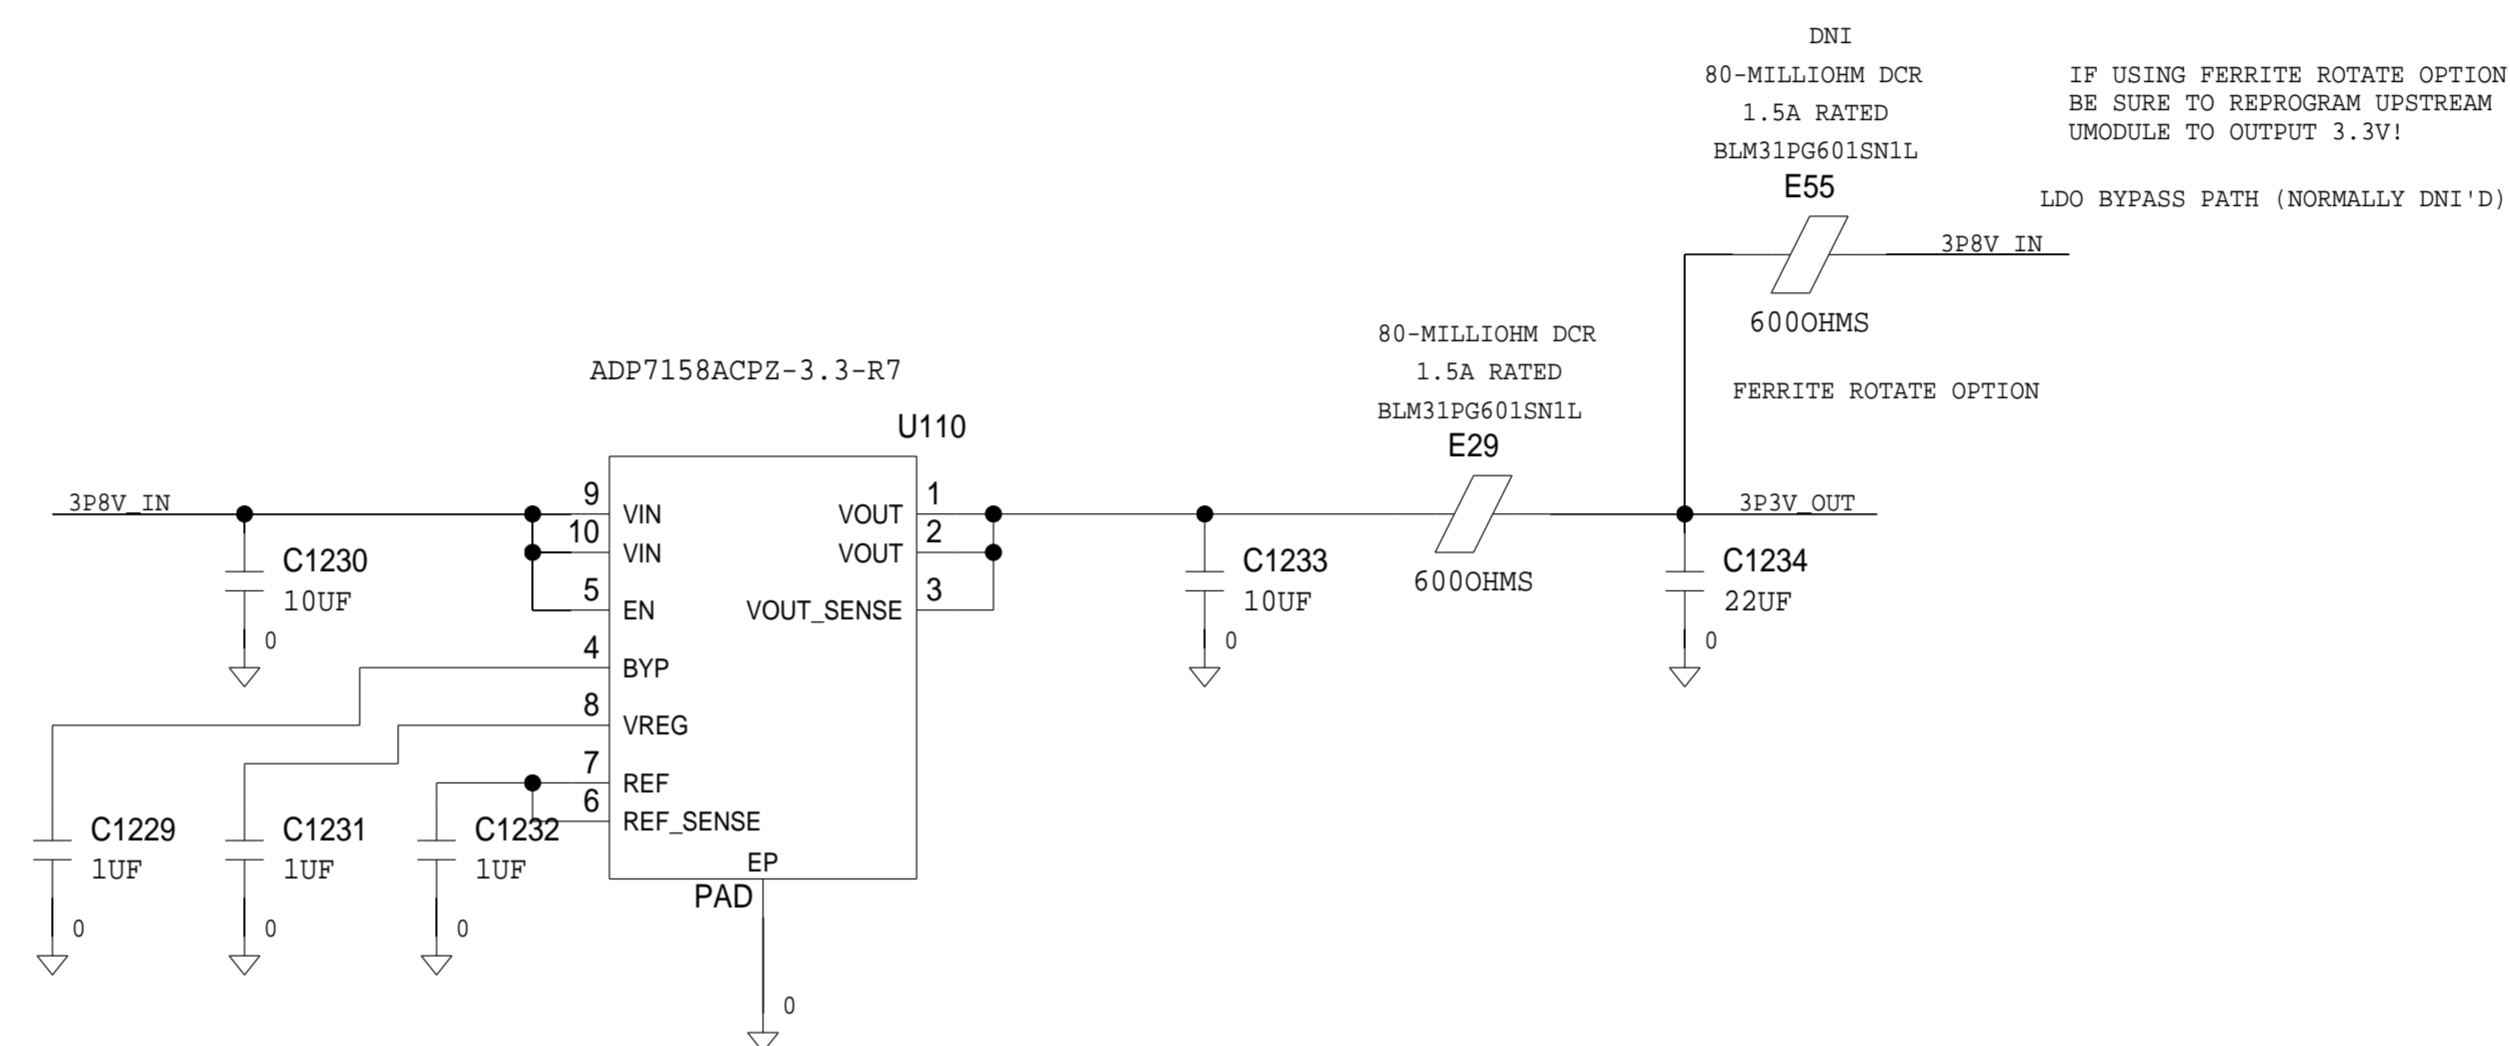 DNI
80-MILLIOHM DCR
1.5A RATED
BLM31PG601SN1L
E55
IF USING FERRITE ROTATE OPTION
BE SURE TO REPROGRAM UPSTREAM
UMODULE TO OUTPUT 3.3V!
LDO BYPASS PATH (NORMALLY DNI'D)
3P8V_IN
600OHMS
FERRITE ROTATE OPTION
80-MILLIOHM DCR
1.5A RATED
BLM31PG601SN1L
E29
600OHMS
ADP7158ACPZ-3.3-R7
U110
3P8V_IN
9
VIN
10
VIN
5
EN
4
BYP
8
VREG
7
REF
6
REF_SENSE
VOUT
1
VOUT
2
VOUT_SENSE
3
EP
PAD
0
C1230
10UF
0
C1233
10UF
0
3P3V_OUT
C1234
22UF
0
C1229
1UF
0
C1231
1UF
0
C1232
1UF
0